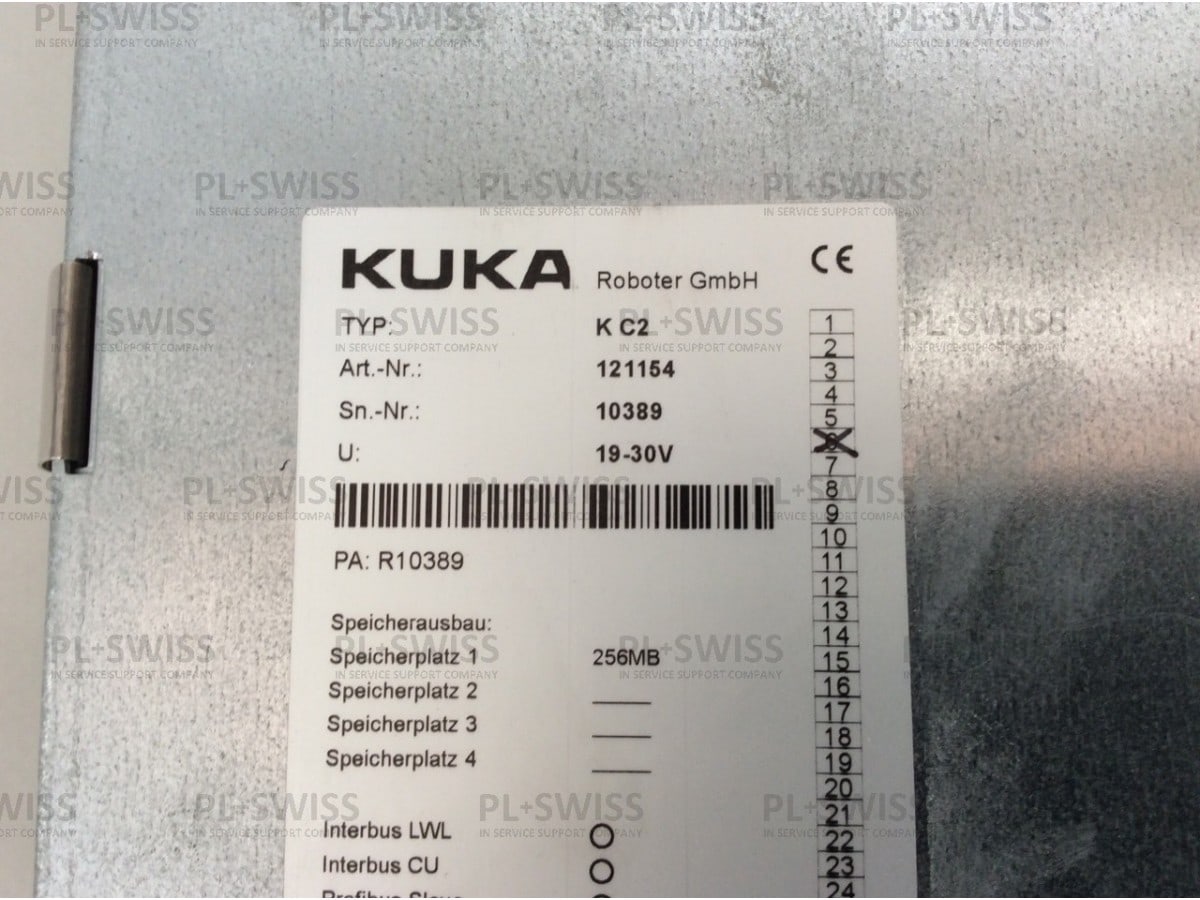 KUKA Roboter GmbH CE
TYP: K C2
Art.-Nr.: 121154
Sn.-Nr.: 10389
U: 19-30V
PA: R10389
Speicherausbau:
Speicherplatz 1 256MB
Speicherplatz 2
Speicherplatz 3
Speicherplatz 4
Interbus LWL
Interbus CU
1
2
3
4
5
7
8
9
10
11
12
13
14
15
16
17
18
19
20
21
22
23
24
PL+SWISS
IN SERVICE SUPPORT COMPANY